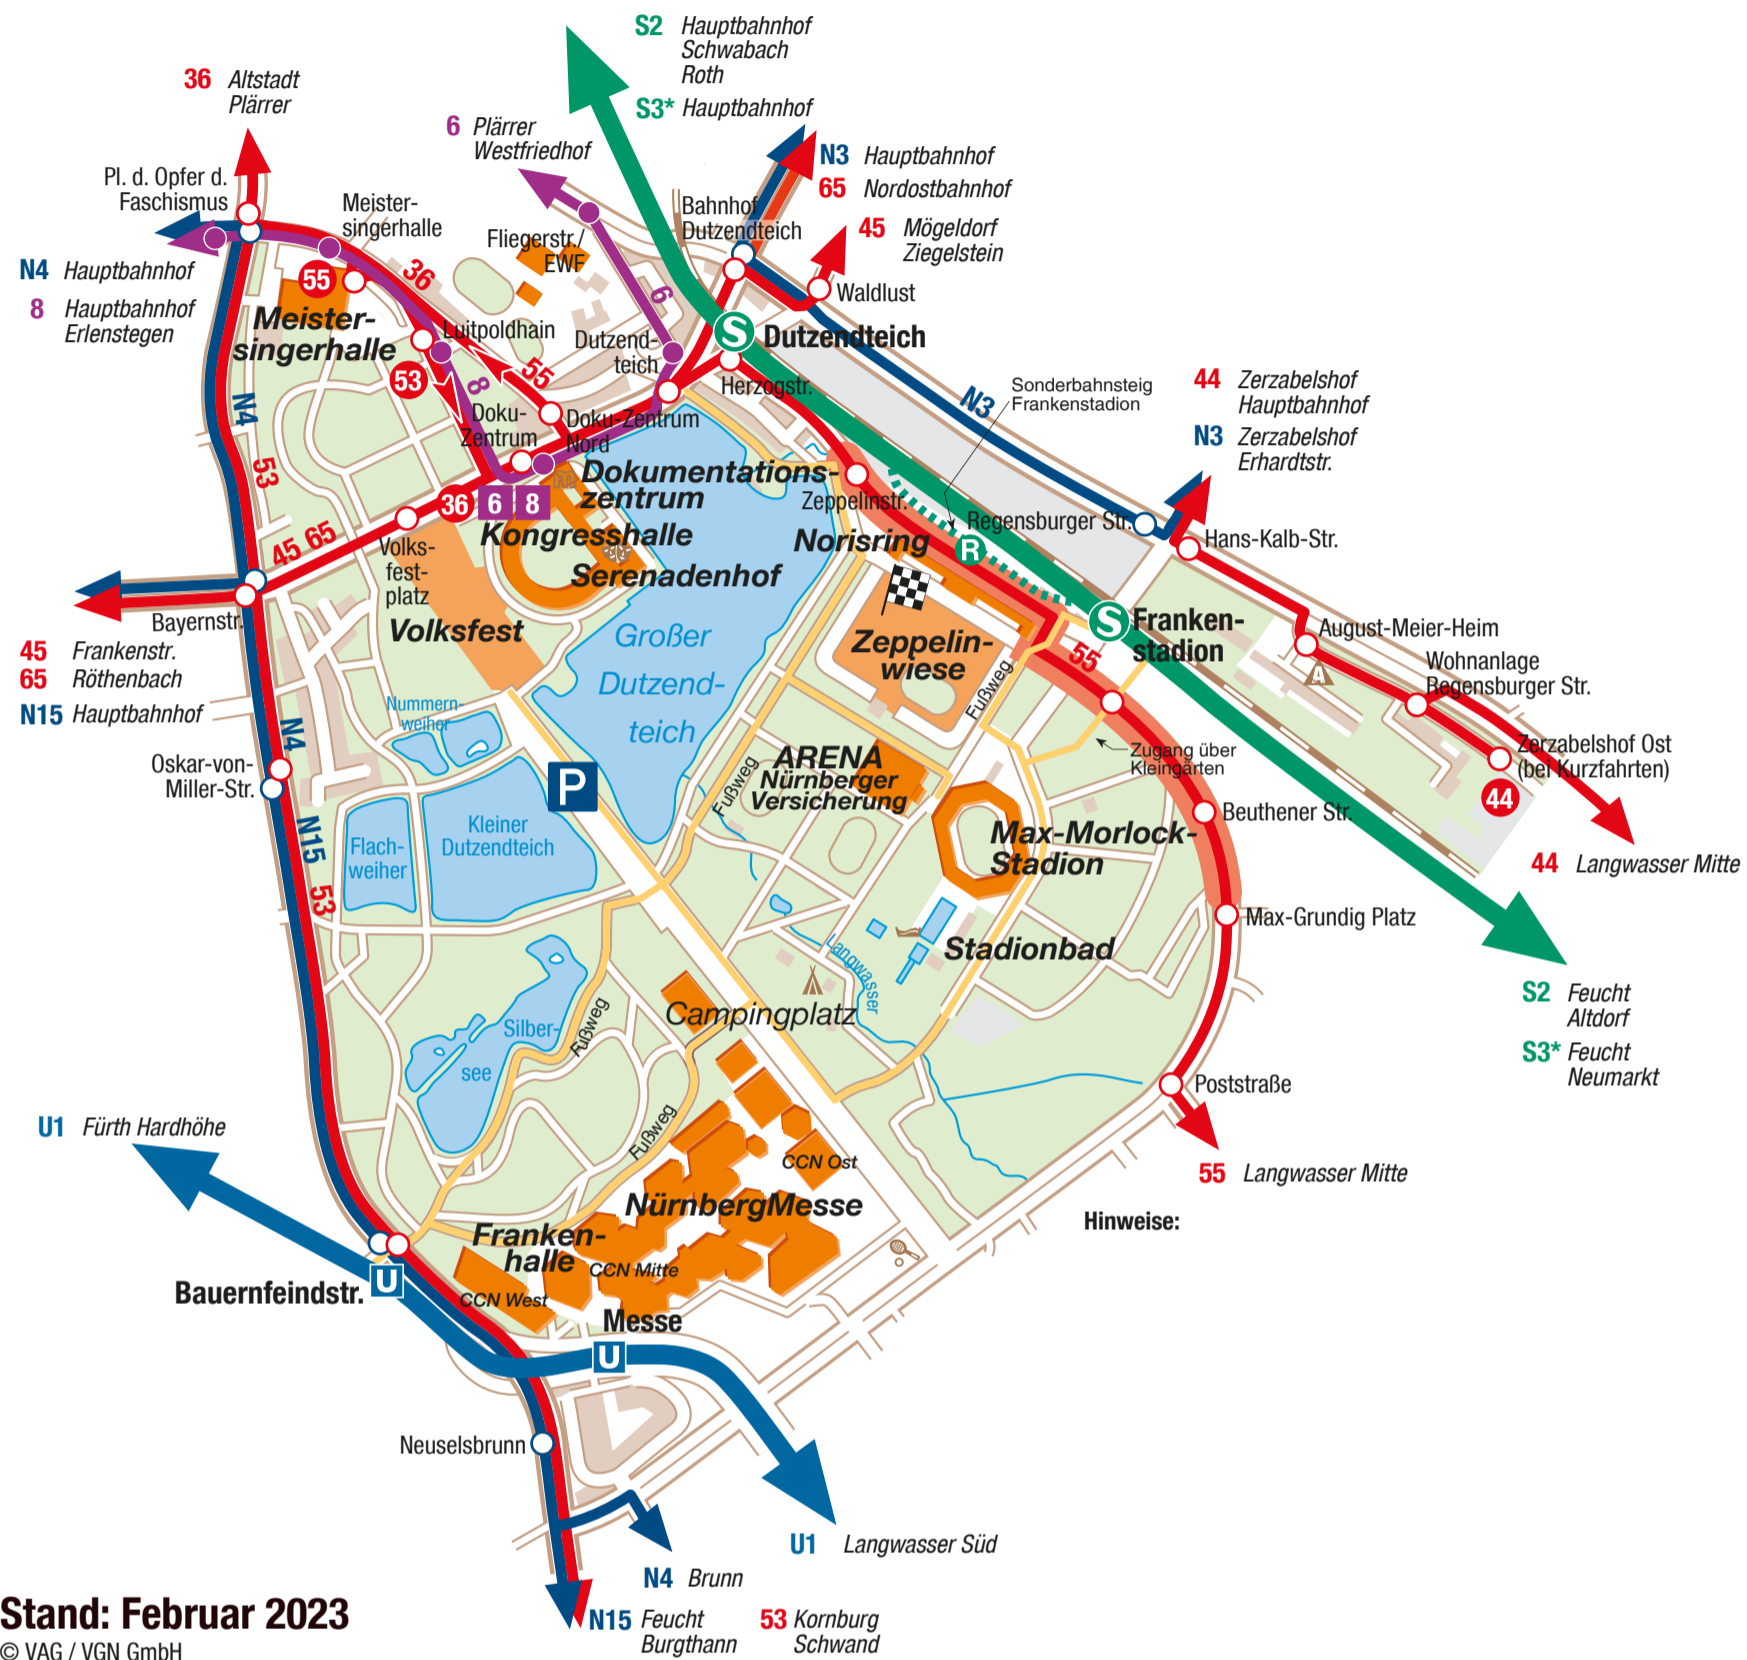 S2 Hauptbahnhof
Schwabach
Roth
S3* Hauptbahnhof
36 Altstadt
Plärrer
6 Plärrer
Westfriedhof
N3 Hauptbahnhof
65 Nordostbahnhof
45 Mögeldorf
Ziegelstein
Pl. d. Opfer d.
Faschismus
Meister-
singerhalle
Fliegerstr./
EWF
Bahnhof
Dutzendteich
N4 Hauptbahnhof
8 Hauptbahnhof
Erlenstegen
55
36
6
Waldlust
Meister-
singerhalle
Luitpoldhain
Dutzend-
teich
S
Dutzendteich
Herzogstr.
53
8
55
N4
N3
Sonderbahnsteig
Frankenstadion
44 Zerzabelshof
Hauptbahnhof
N3 Zerzabelshof
Erhardtstr.
Doku-
Zentrum
Doku-Zentrum
Nord
53
Dokumentations-
zentrum
36
6
8
Zeppelinstr.
Regensburger Str.
Hans-Kalb-Str.
45 65
Volks-
fest-
platz
Kongresshalle
Serenadenhof
Norisring
R
Bayernstr.
Volksfest
Großer
Dutzend-
teich
Zeppelin-
wiese
S
Franken-
stadion
55
August-Meier-Heim
Wohnanlage
Regensburger Str.
A
45 Frankenstr.
65 Röthenbach
N15 Hauptbahnhof
Nummern-
weiher
Fußweg
Zugang über
Kleingärten
Zerzabelshof Ost
(bei Kurzfahrten)
44
N4
Oskar-von-
Miller-Str.
P
Fußweg
ARENA
Nürnberger
Versicherung
Beuthener Str.
N15
Flach-
weiher
Kleiner
Dutzendteich
Max-Morlock-
Stadion
44 Langwasser Mitte
53
Max-Grundig Platz
Stadionbad
Langwasser
S2 Feucht
Altdorf
S3* Feucht
Neumarkt
Campingplatz
Silber-
see
Fußweg
Poststraße
U1 Fürth Hardhöhe
Fußweg
CCN Ost
55 Langwasser Mitte
NürnbergMesse
Hinweise:
Franken-
halle
CCN Mitte
CCN West
Bauernfeindstr.
U
Messe
U
Neuselsbrunn
U1 Langwasser Süd
N4 Brunn
N15 Feucht
Burgthann
53 Kornburg
Schwand
Stand: Februar 2023
© VAG / VGN GmbH